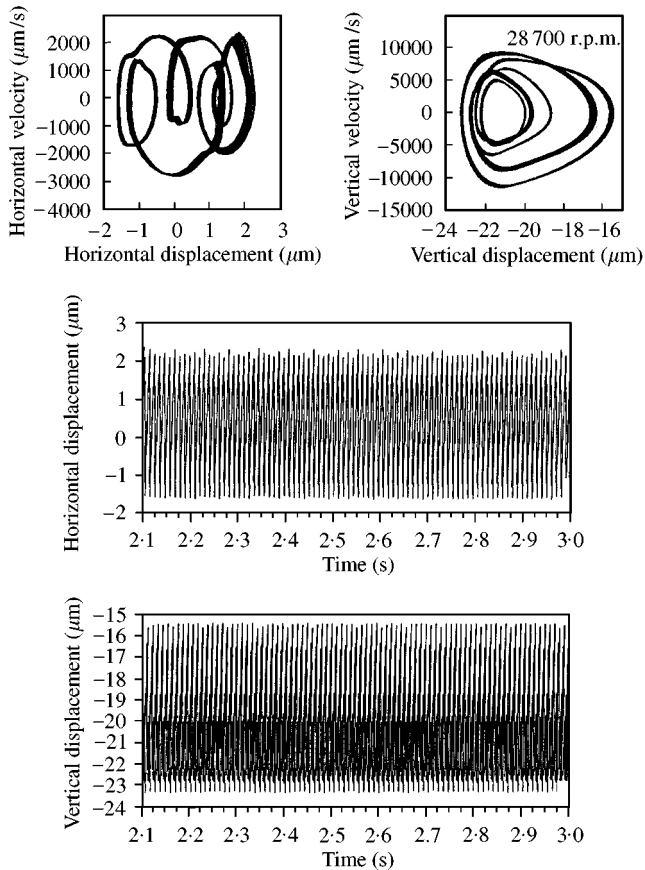 Horizontal velocity (μm/s)
2000
1000
0
−1000
−2000
−3000
−4000
−2 −1 0 1 2 3
Horizontal displacement (μm)
28 700 r.p.m.
Vertical velocity (μm /s)
10000
5000
0
−5000
−10000
−15000
−24 −22 −20 −18 −16
Vertical displacement (μm)
Horizontal displacement (μm)
3
2
1
0
−1
−2
2·1 2·2 2·3 2·4 2·5 2·6 2.7 2·8 2·9 3·0
Time (s)
Vertical displacement (μm)
−15
−16
−17
−18
−19
−20
−21
−22
−23
−24
2·1 2·2 2·3 2·4 2·5 2·6 2.7 2·8 2·9 3·0
Time (s)